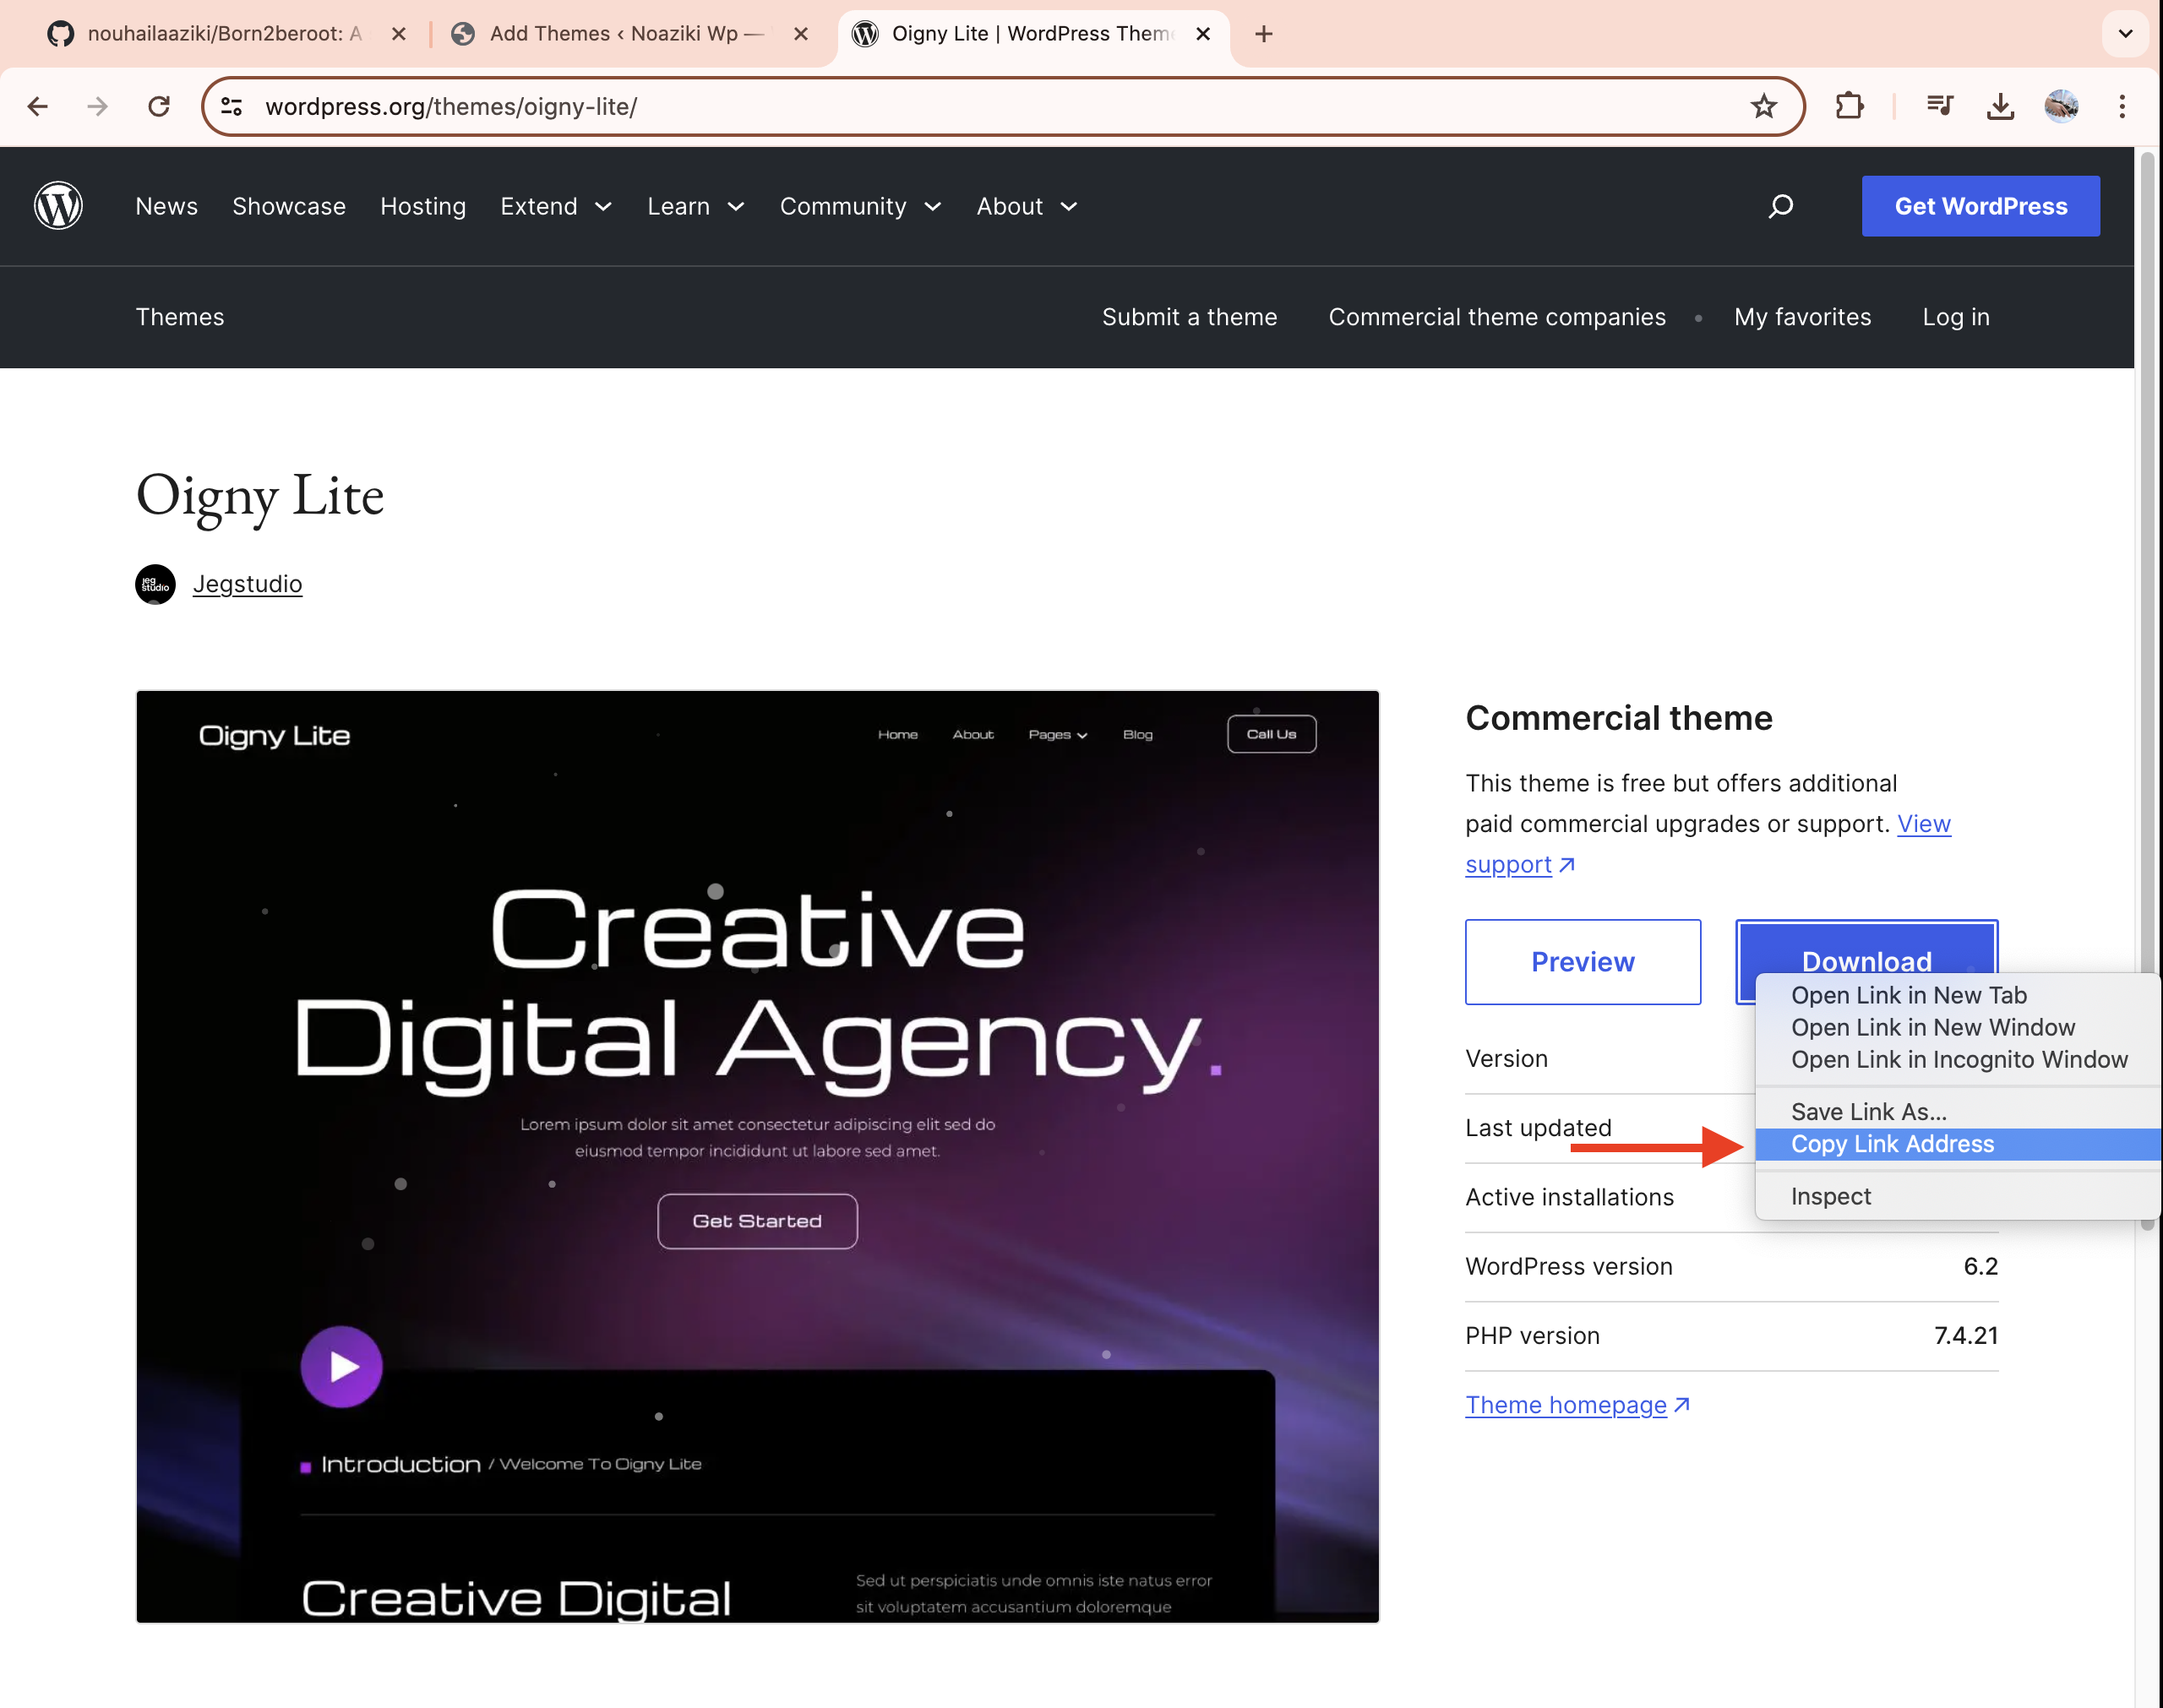 nouhailaaziki/Born2beroot: A
Add Themes ‹ Noaziki Wp —
Oigny Lite | WordPress Theme
wordpress.org/themes/oigny-lite/
News Showcase Hosting Extend Learn Community About
Get WordPress
Themes
Submit a theme Commercial theme companies • My favorites Log in
Oigny Lite
jeg
studio
Jegstudio
Oigny Lite
Home About Pages Blog Call Us
Creative
Digital Agency.
Lorem ipsum dolor sit amet consectetur adipiscing elit sed do
eiusmod tempor incididunt ut labore sed amet.
Get Started
Introduction / Welcome To Oigny Lite
Creative Digital
Sed ut perspiciatis unde omnis iste natus error
sit voluptatem accusantium doloremque
Commercial theme
This theme is free but offers additional
paid commercial upgrades or support. View
support
Preview
Download
Open Link in New Tab
Open Link in New Window
Open Link in Incognito Window
Save Link As...
Copy Link Address
Inspect
Version
Last updated
Active installations
WordPress version 6.2
PHP version 7.4.21
Theme homepage